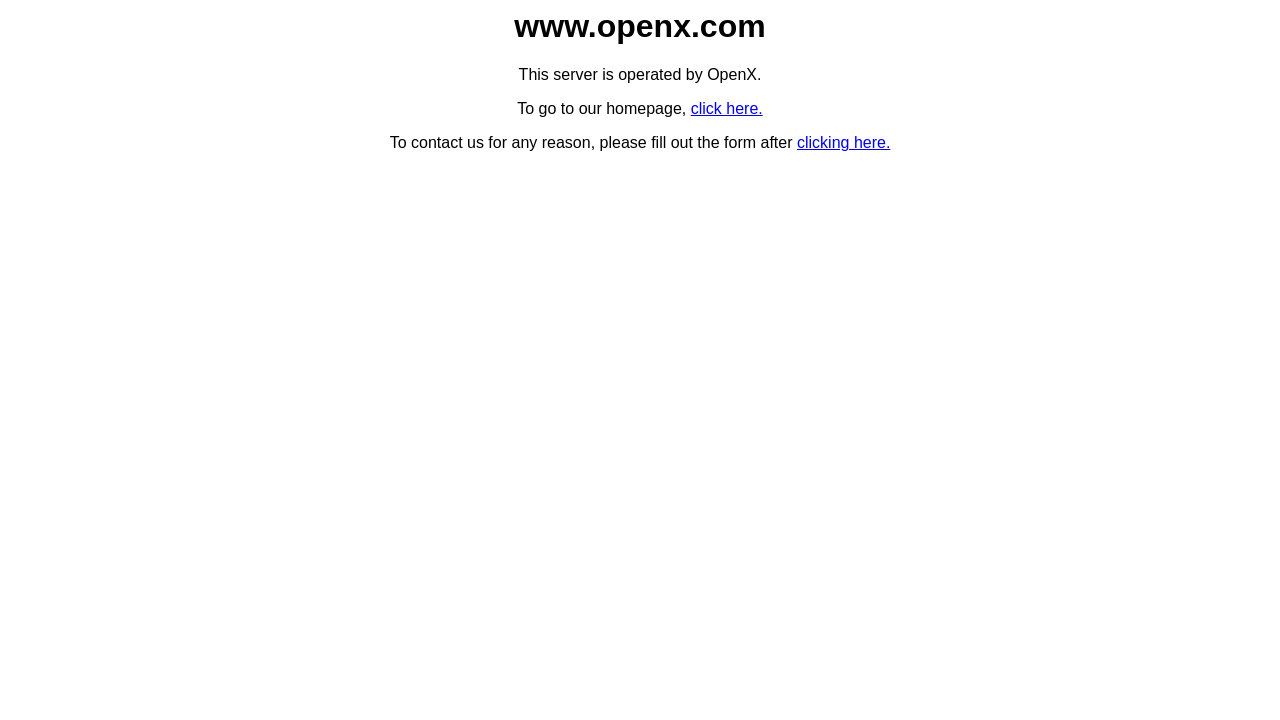 www.openx.com
This server is operated by OpenX.
To go to our homepage, click here.
To contact us for any reason, please fill out the form after clicking here.